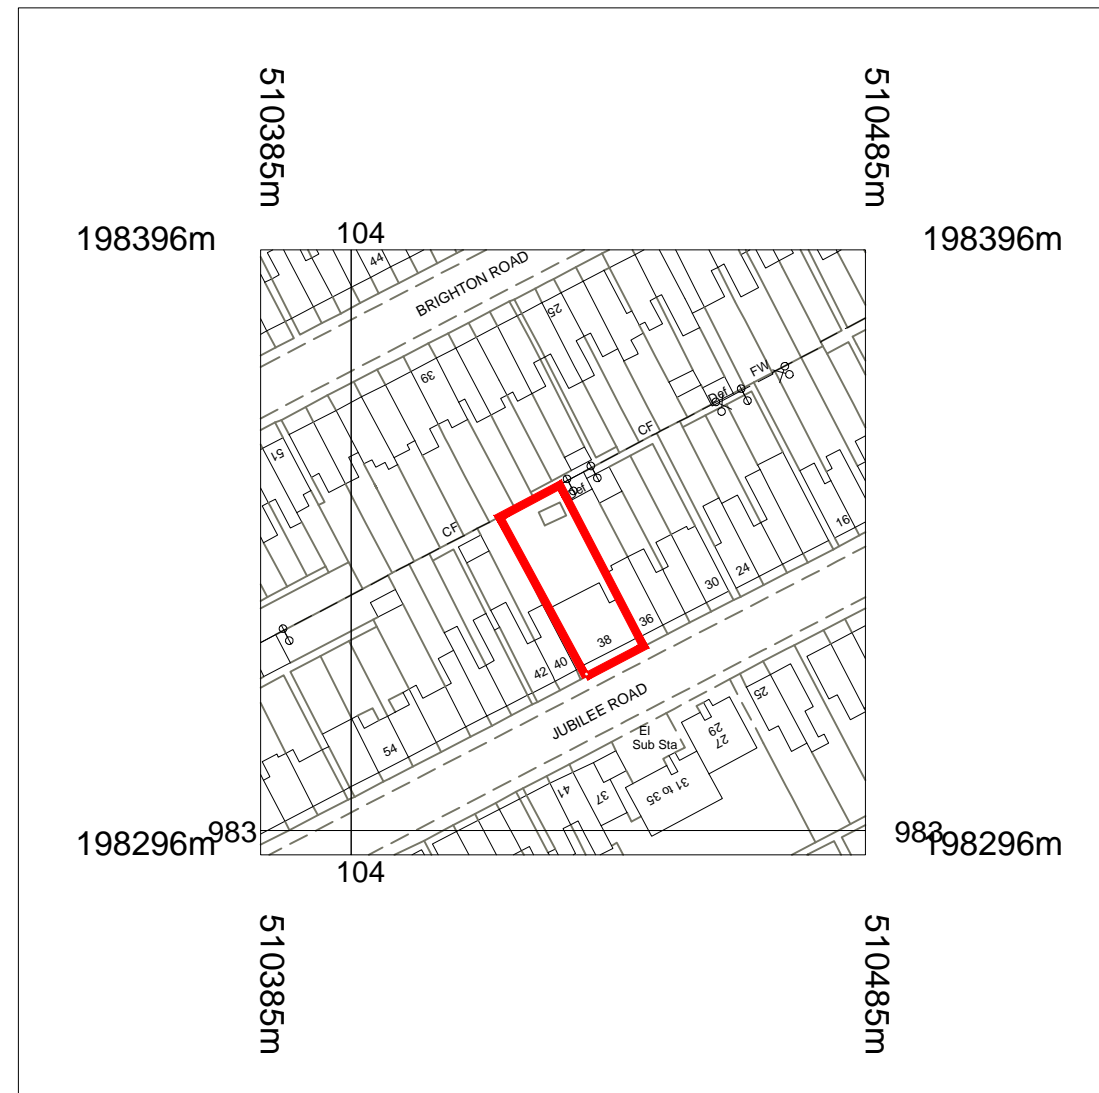 510385m
510485m
198396m
104
198396m
44
BRIGHTON ROAD
25
39
FW
Def
CF
51
Def
CF
16
24
30
36
38
40
42
JUBILEE ROAD
25
El
Sub Sta
27
29
54
41
37
31 to 35
983
198296m
983
198296m
104
510385m
510485m